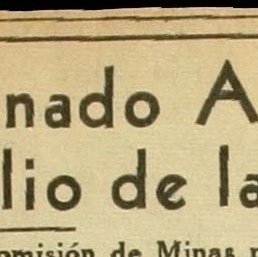 nado A
lio de la
omisión de Minas